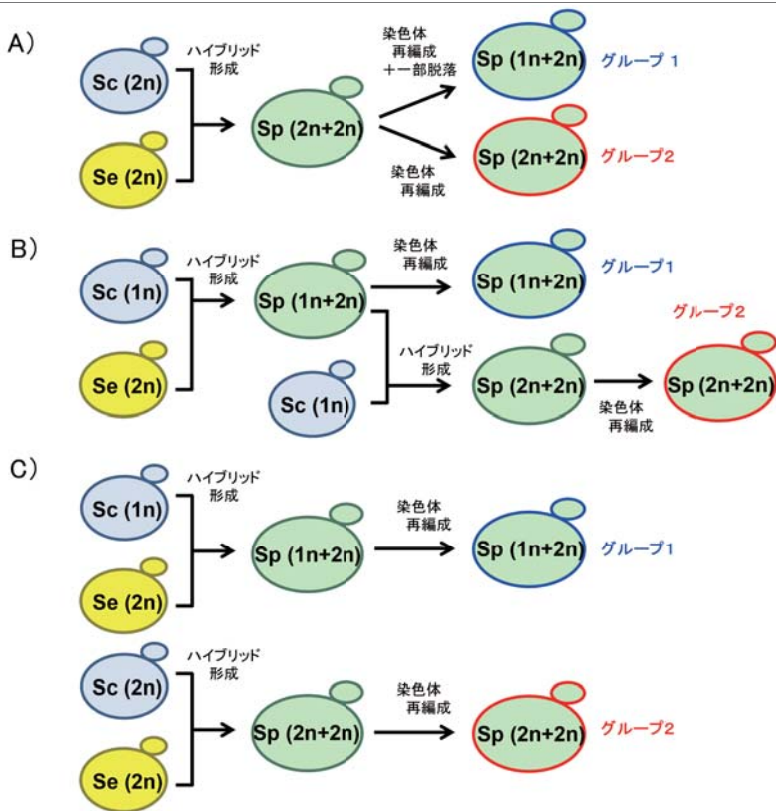 A)
Sc (2n)
Se (2n)
ハイブリッド
形成
Sp (2n+2n)
染色体
再編成
+一部脱落
Sp (1n+2n)
グループ 1
染色体
再編成
Sp (2n+2n)
グループ2
B)
Sc (1n)
Se (2n)
ハイブリッド
形成
Sp (1n+2n)
染色体
再編成
Sp (1n+2n)
グループ1
Sc (1n)
ハイブリッド
形成
Sp (2n+2n)
染色体
再編成
グループ2
Sp (2n+2n)
C)
Sc (1n)
Se (2n)
ハイブリッド
形成
Sp (1n+2n)
染色体
再編成
Sp (1n+2n)
グループ1
Sc (2n)
Se (2n)
ハイブリッド
形成
Sp (2n+2n)
染色体
再編成
Sp (2n+2n)
グループ2